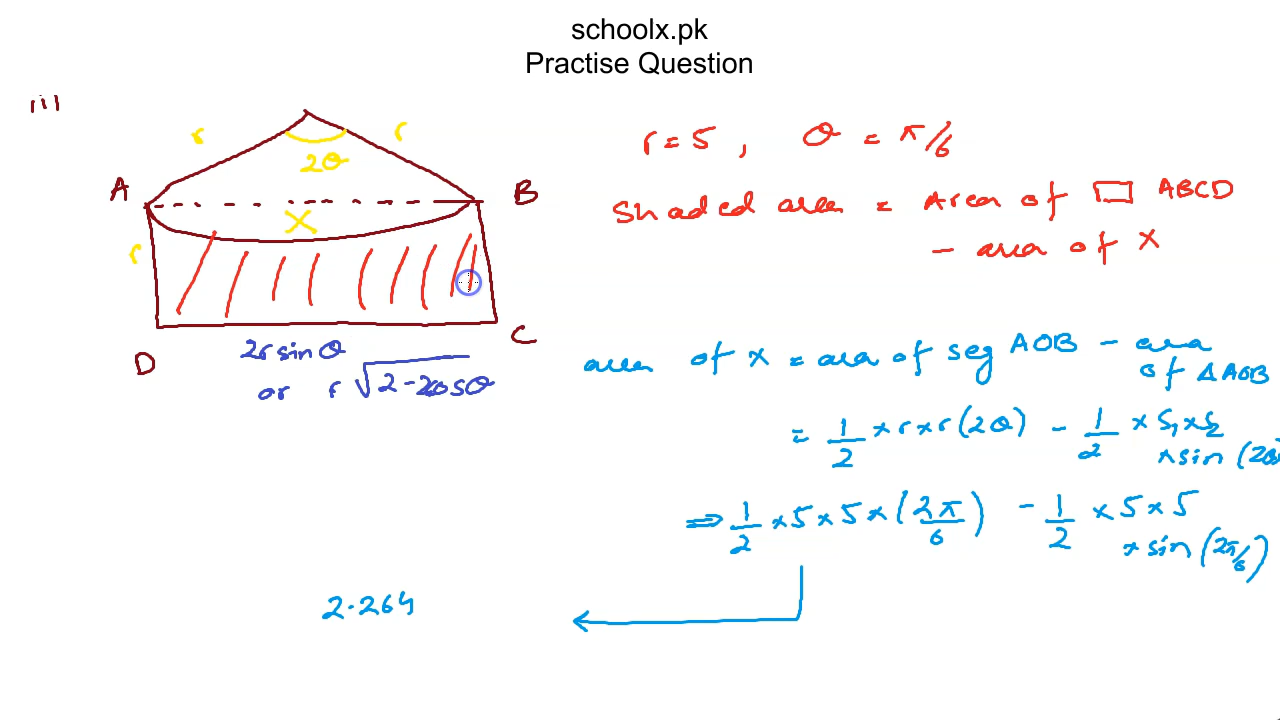 schoolx.pk
Practise Question
iii)
r r
2θ
A B
X
r
D C
2r sin θ
or r√2-2cosθ
r = 5 , θ = π/6
Shaded area = Area of ▭ ABCD
- area of X
area of X = area of seg AOB - area of △AOB
= 1/2 × r × r (2θ) - 1/2 × S₁ × S₂ × sin (2θ
⇒ 1/2 × 5 × 5 × (2π/6) - 1/2 × 5 × 5 × sin (2π/6)
2.264